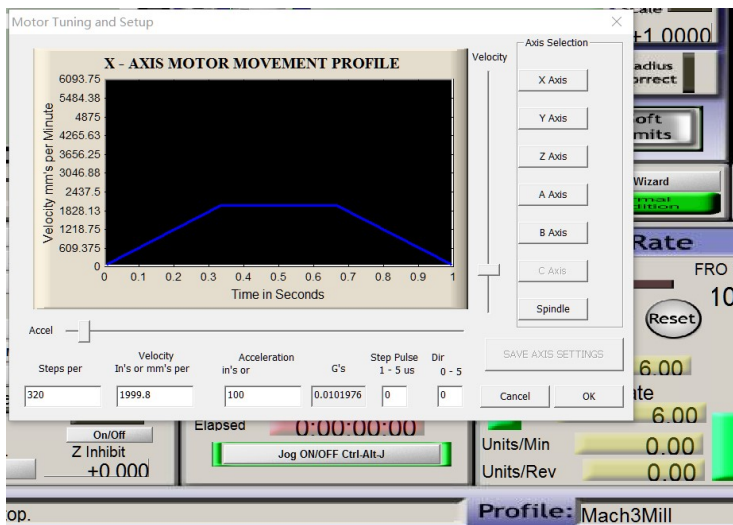 Motor Tuning and Setup
Axis Selection
X - AXIS MOTOR MOVEMENT PROFILE
Velocity
+1.0000
6093.75
5484.38
4875
4265.63
3656.25
3046.88
2437.5
1828.13
1218.75
609.375
0
Velocity mm's per Minute
0 0.1 0.2 0.3 0.4 0.5 0.6 0.7 0.8 0.9 1
Time in Seconds
X Axis
Y Axis
Z Axis
A Axis
B Axis
C Axis
Spindle
Wizard
Rate
FRO
10
Reset
Accel
Steps per
Velocity
In's or mm's per
Acceleration
in's or
G's
Step Pulse
1 - 5 us
Dir
0 - 5
SAVE AXIS SETTINGS
320
1999.8
100
0.0101976
0
0
Cancel
OK
6.00
6.00
On/Off
Z Inhibit
+0.000
Elapsed
0:00:00:00
Jog ON/OFF Ctrl-Alt-J
Units/Min
0.00
Units/Rev
0.00
op.
Profile:
Mach3Mill